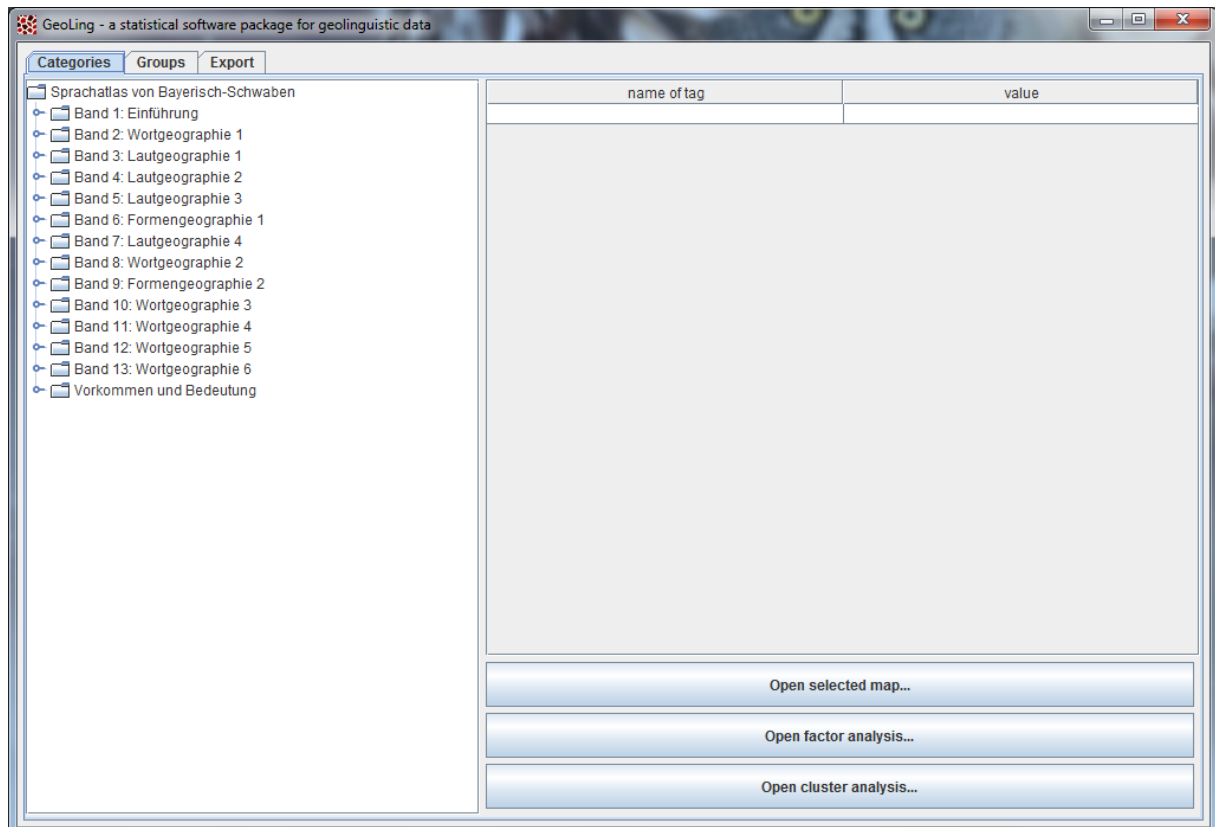 GeoLing - a statistical software package for geolinguistic data
Categories Groups Export
Sprachatlas von Bayerisch-Schwaben
Band 1: Einführung
Band 2: Wortgeographie 1
Band 3: Lautgeographie 1
Band 4: Lautgeographie 2
Band 5: Lautgeographie 3
Band 6: Formengeographie 1
Band 7: Lautgeographie 4
Band 8: Wortgeographie 2
Band 9: Formengeographie 2
Band 10: Wortgeographie 3
Band 11: Wortgeographie 4
Band 12: Wortgeographie 5
Band 13: Wortgeographie 6
Vorkommen und Bedeutung
name of tag value
Open selected map...
Open factor analysis...
Open cluster analysis...